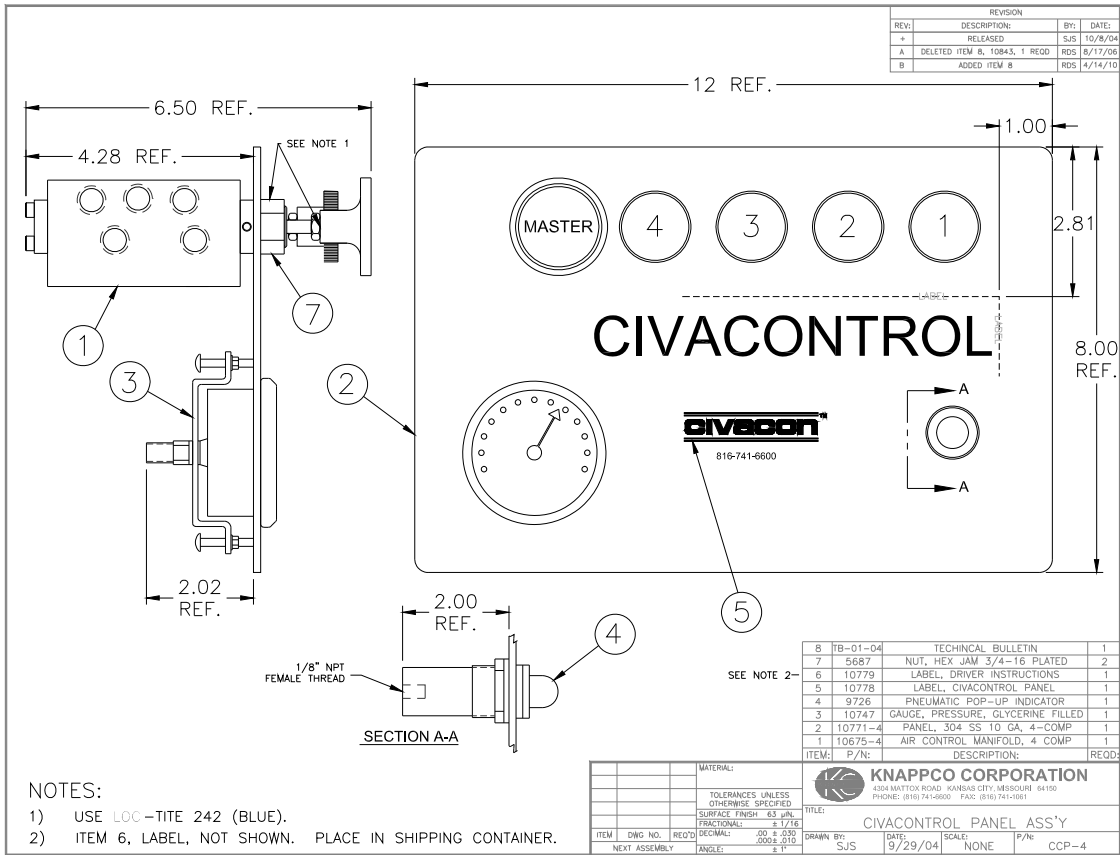 REVISION
REV: DESCRIPTION: BY: DATE:
+ RELEASED SJS 10/8/04
A DELETED ITEM 8, 10843, 1 REQD RDS 8/17/06
B ADDED ITEM 8 RDS 4/14/10
6.50 REF.
4.28 REF.
SEE NOTE 1
12 REF.
1.00
2.81
8.00
REF.
MASTER
4
3
2
1
LABEL
LABEL
CIVACONTROL
civacon™
816-741-6600
A
A
1
7
3
2
5
4
2.02
REF.
2.00
REF.
1/8" NPT
FEMALE THREAD
SECTION A-A
SEE NOTE 2
8 TB-01-04 TECHINCAL BULLETIN 1
7 5687 NUT, HEX JAM 3/4-16 PLATED 2
6 10779 LABEL, DRIVER INSTRUCTIONS 1
5 10778 LABEL, CIVACONTROL PANEL 1
4 9726 PNEUMATIC POP-UP INDICATOR 1
3 10747 GAUGE, PRESSURE, GLYCERINE FILLED 1
2 10771-4 PANEL, 304 SS 10 GA, 4-COMP 1
1 10675-4 AIR CONTROL MANIFOLD, 4 COMP 1
ITEM: P/N: DESCRIPTION: REQD:
NOTES:
1) USE LOC-TITE 242 (BLUE).
2) ITEM 6, LABEL, NOT SHOWN. PLACE IN SHIPPING CONTAINER.
ITEM DWG NO. REQ'D
NEXT ASSEMBLY
MATERIAL:
TOLERANCES UNLESS
OTHERWISE SPECIFIED
SURFACE FINISH 63 µIN.
FRACTIONAL: ± 1/16
DECIMAL: .00 ± .030
.000 ± .010
ANGLE: ± 1°
KC
KNAPPCO CORPORATION
4304 MATTOX ROAD KANSAS CITY, MISSOURI 64150
PHONE: (816) 741-6600 FAX: (816) 741-1061
TITLE:
CIVACONTROL PANEL ASS'Y
DRAWN BY: SJS
DATE: 9/29/04
SCALE: NONE
P/N: CCP-4